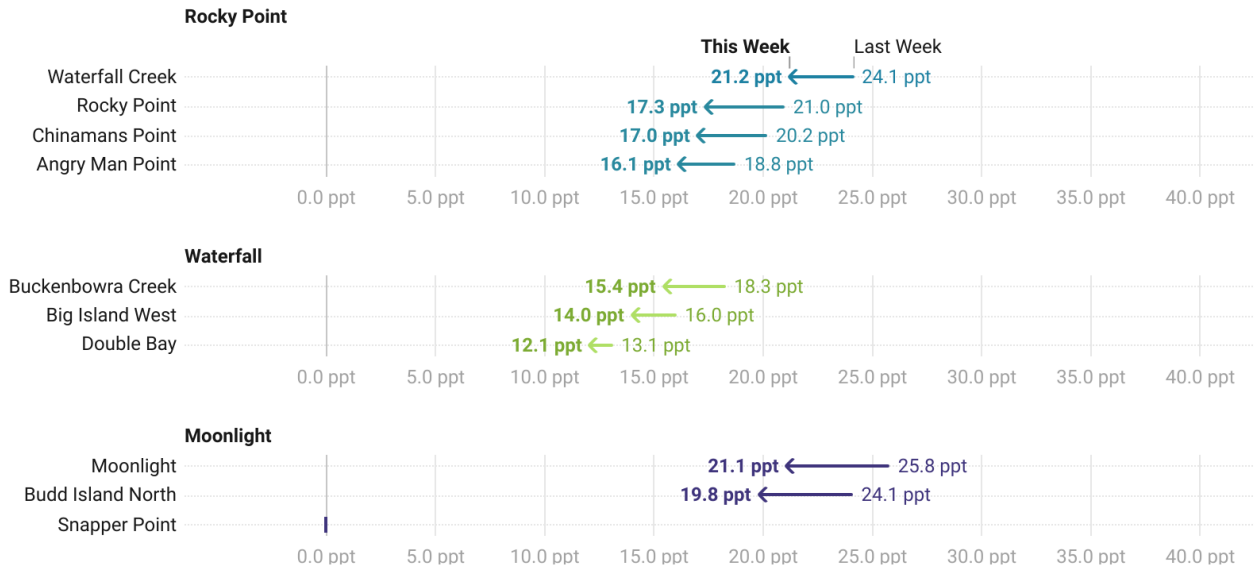 Rocky Point
This Week Last Week
Waterfall Creek 21.2 ppt 24.1 ppt
Rocky Point 17.3 ppt 21.0 ppt
Chinamans Point 17.0 ppt 20.2 ppt
Angry Man Point 16.1 ppt 18.8 ppt
0.0 ppt 5.0 ppt 10.0 ppt 15.0 ppt 20.0 ppt 25.0 ppt 30.0 ppt 35.0 ppt 40.0 ppt
Waterfall
Buckenbowra Creek 15.4 ppt 18.3 ppt
Big Island West 14.0 ppt 16.0 ppt
Double Bay 12.1 ppt 13.1 ppt
0.0 ppt 5.0 ppt 10.0 ppt 15.0 ppt 20.0 ppt 25.0 ppt 30.0 ppt 35.0 ppt 40.0 ppt
Moonlight
Moonlight 21.1 ppt 25.8 ppt
Budd Island North 19.8 ppt 24.1 ppt
Snapper Point
0.0 ppt 5.0 ppt 10.0 ppt 15.0 ppt 20.0 ppt 25.0 ppt 30.0 ppt 35.0 ppt 40.0 ppt